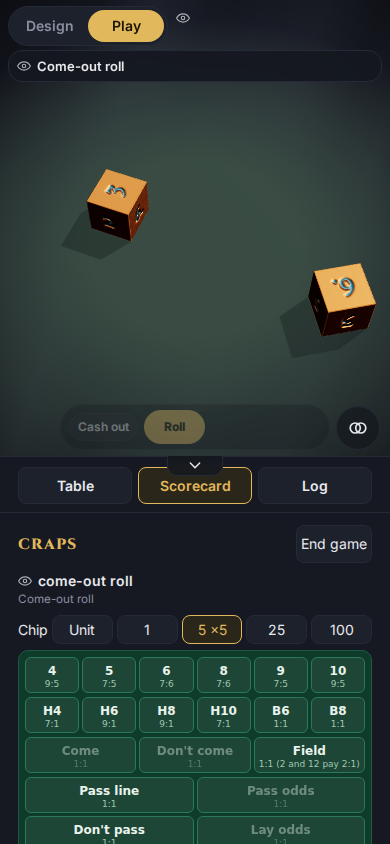 Design Play
Come-out roll
3
9.
Cash out Roll
Table Scorecard Log
CRAPS End game
come-out roll
Come-out roll
Chip Unit 1 5 ×5 25 100
4 5 6 8 9 10
9:5 7:5 7:6 7:6 7:5 9:5
H4 H6 H8 H10 B6 B8
7:1 9:1 9:1 7:1 1:1 1:1
Come Don't come Field
1:1 1:1 1:1 (2 and 12 pay 2:1)
Pass line Pass odds
1:1 1:1
Don't pass Lay odds
1:1 1:1